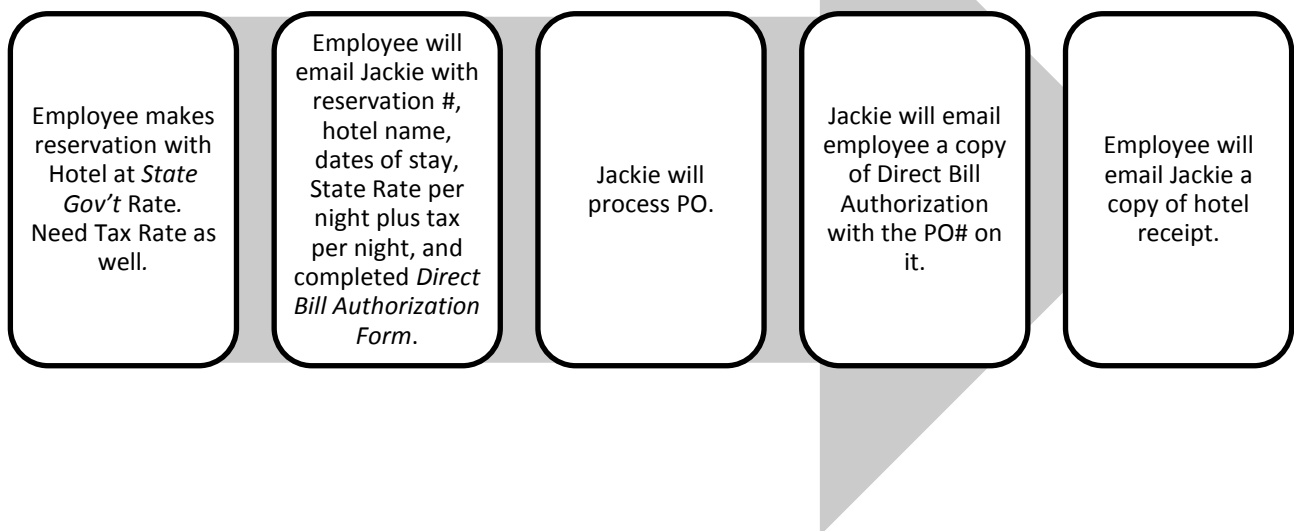 Employee makes
reservation with
Hotel at State
Gov’t Rate.
Need Tax Rate as
well.
Employee will
email Jackie with
reservation #,
hotel name,
dates of stay,
State Rate per
night plus tax
per night, and
completed Direct
Bill Authorization
Form.
Jackie will
process PO.
Jackie will email
employee a copy
of Direct Bill
Authorization
with the PO# on
it.
Employee will
email Jackie a
copy of hotel
receipt.